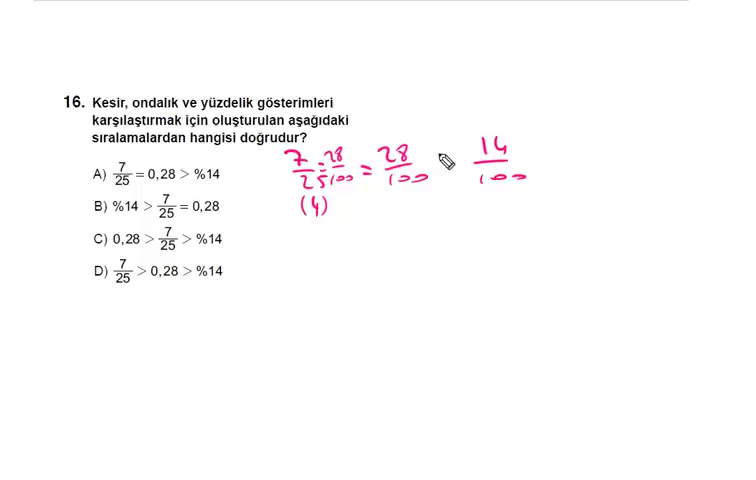 16. Kesir, ondalık ve yüzdelik gösterimleri
karşılaştırmak için oluşturulan aşağıdaki
sıralamalardan hangisi doğrudur?
A) 7/25 = 0,28 > %14
B) %14 > 7/25 = 0,28
C) 0,28 > 7/25 > %14
D) 7/25 > 0,28 > %14
7/25 = 28/100 = 28/100 14/100
(4)